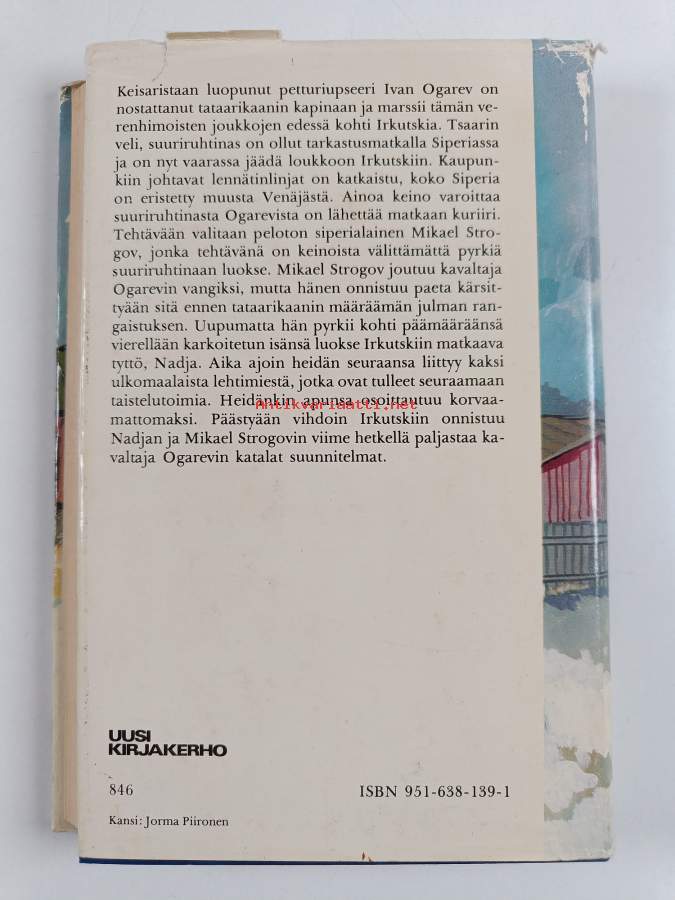 Keisaristaan luopunut petturiupseeri Ivan Ogarev on
nostattanut tataarikaanin kapinaan ja marssii tämän ve-
renhimoisten joukkojen edessä kohti Irkutskia. Tsaarin
veli, suuriruhtinas on ollut tarkastusmatkalla Siperiassa
ja on nyt vaarassa jäädä loukkoon Irkutskiin. Kaupun-
kiin johtavat lennätinlinjat on katkaistu, koko Siperia
on eristetty muusta Venäjästä. Ainoa keino varoittaa
suuriruhtinasta Ogarevista on lähettää matkaan kuriiri.
Tehtävään valitaan peloton siperialainen Mikael Stro-
gov, jonka tehtävänä on keinoista välittämättä pyrkiä
suuriruhtinaan luokse. Mikael Strogov joutuu kavaltaja
Ogarevin vangiksi, mutta hänen onnistuu paeta kärsit-
tyään sitä ennen tataarikaanin määräämän julman ran-
gaistuksen. Uupumatta hän pyrkii kohti päämääräänsä
vierellään karkoitetun isänsä luokse Irkutskiin matkaava
tyttö, Nadja. Aika ajoin heidän seuraansa liittyy kaksi
ulkomaalaista lehtimiestä, jotka ovat tulleet seuraamaan
taistelutoimia. Heidänkin apunsa osoittautuu korvaa-
Antikvariaatti.net
mattomaksi. Päästyään vihdoin Irkutskiin onnistuu
Nadjan ja Mikael Strogovin viime hetkellä paljastaa ka-
valtaja Ogarevin katalat suunnitelmat.
UUSI
KIRJAKERHO
846
ISBN 951-638-139-1
Kansi: Jorma Piironen